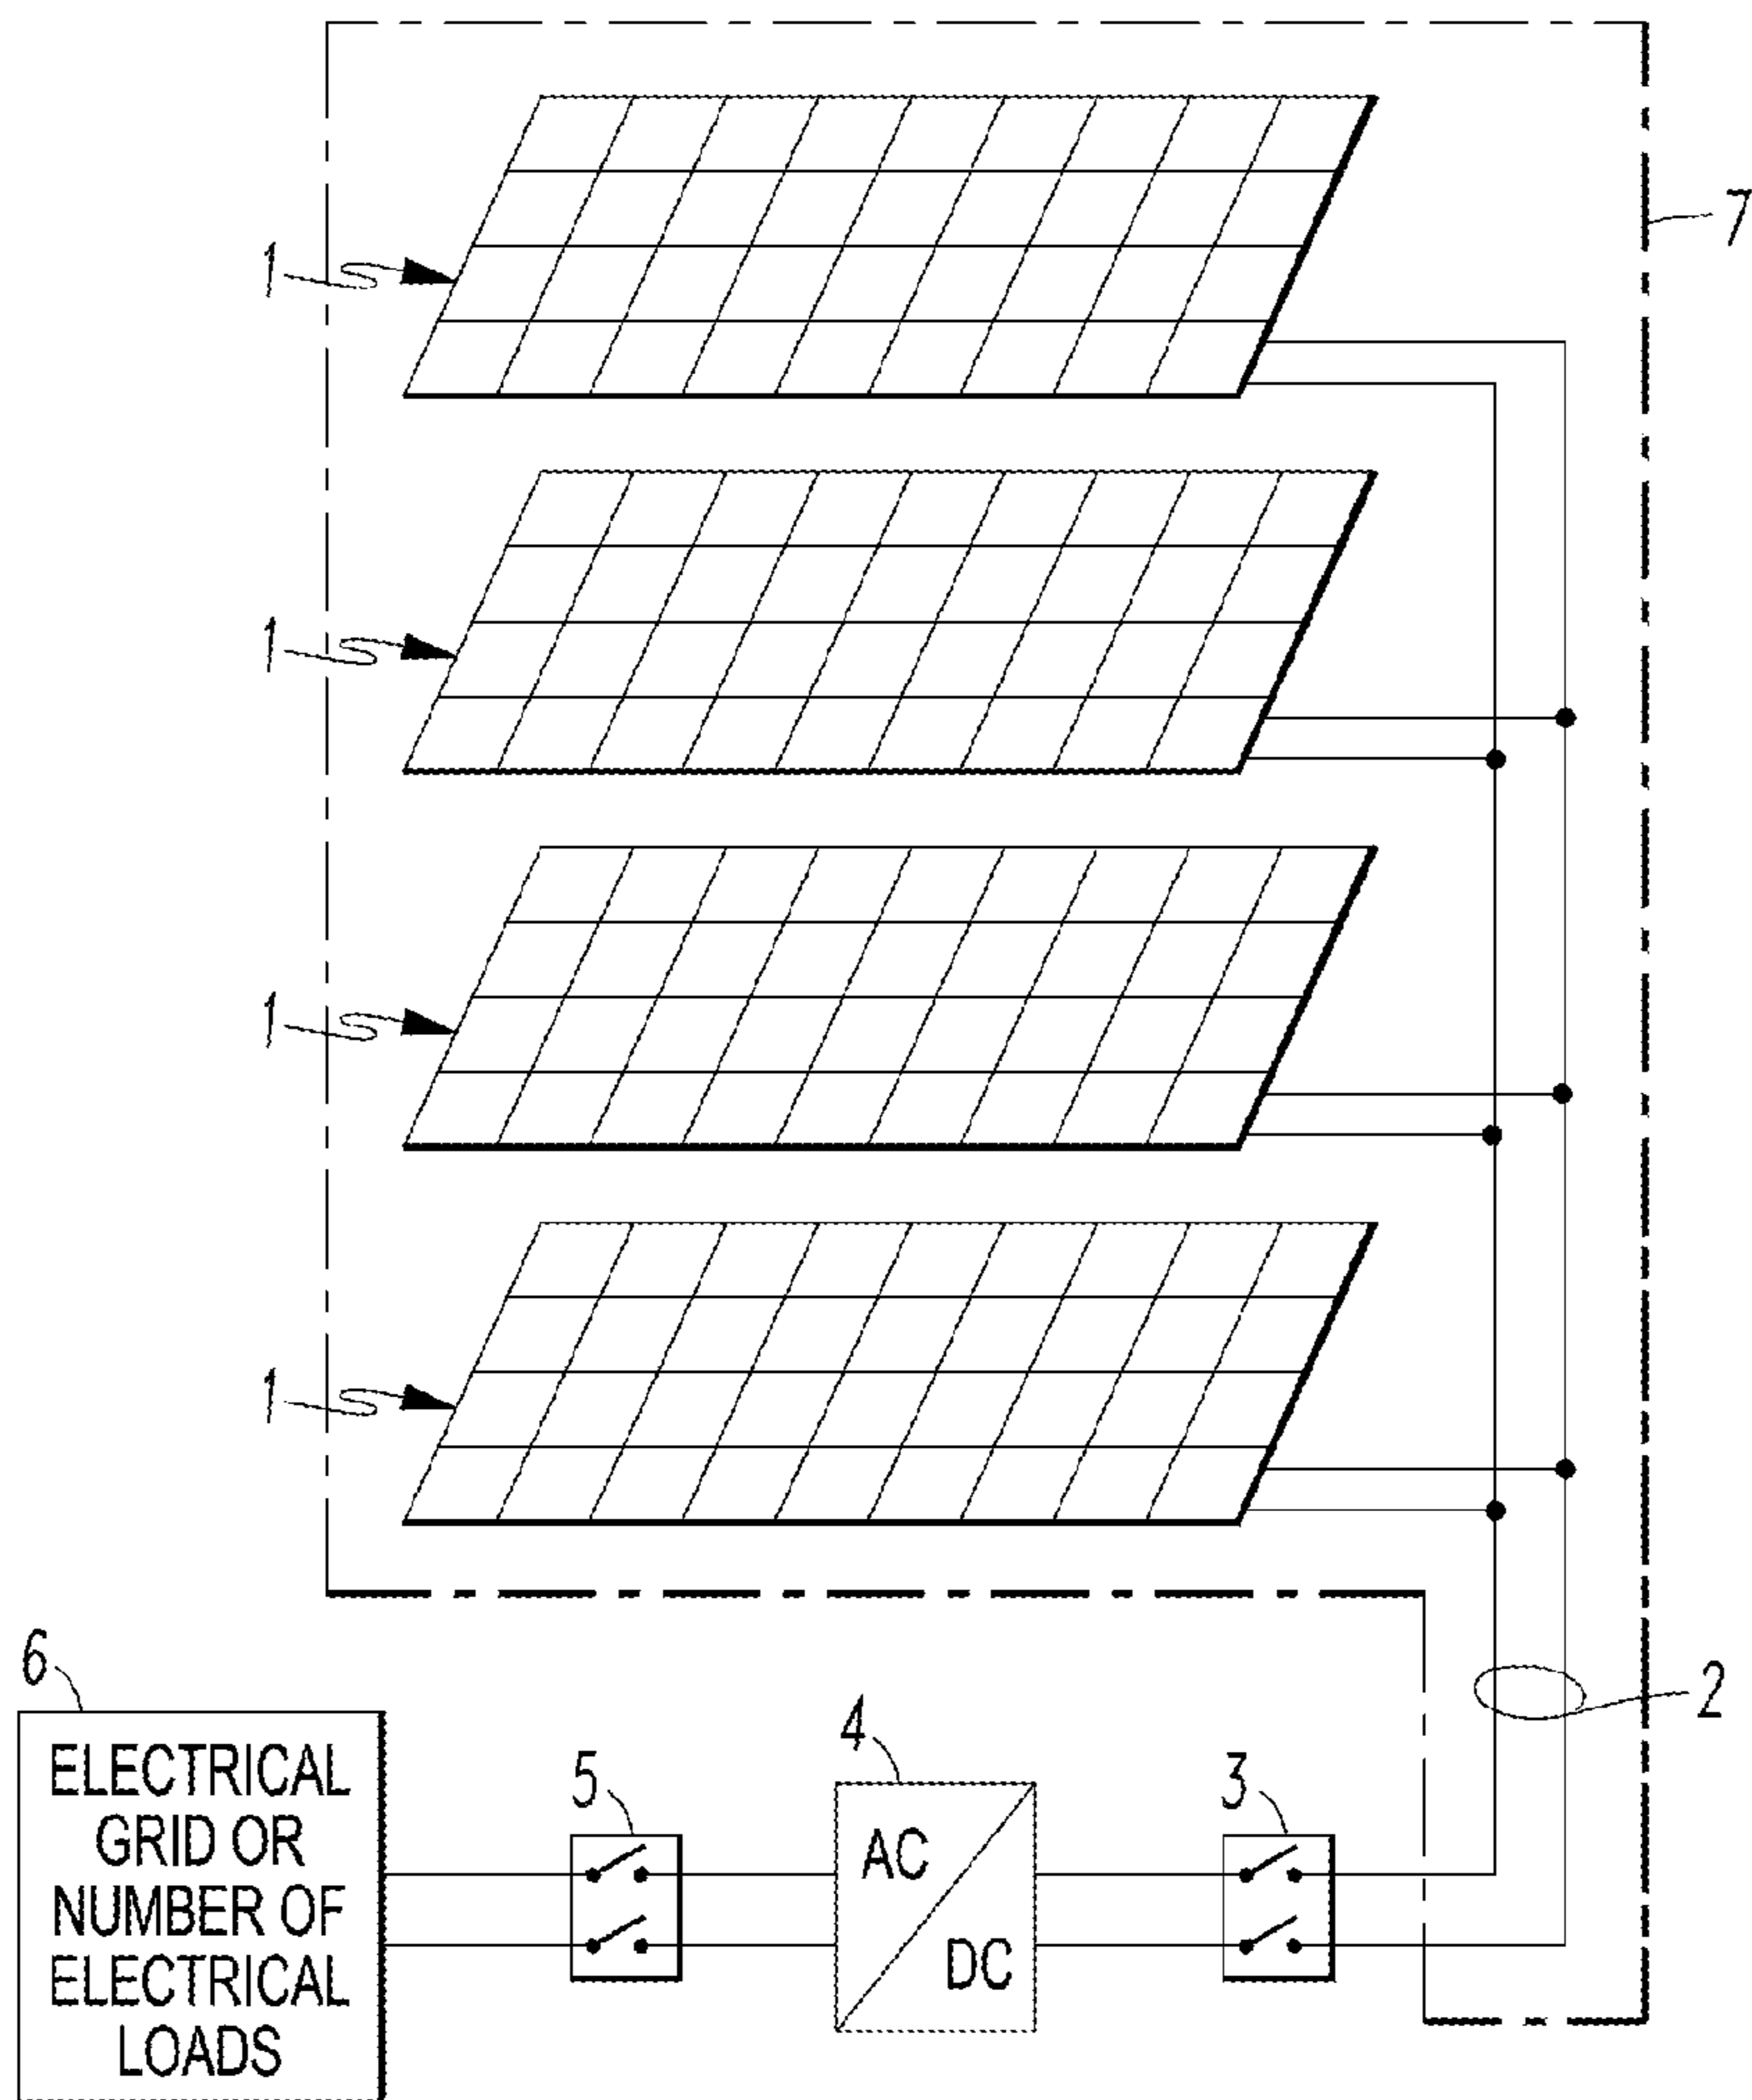 7
1
1
1
1
2
6
ELECTRICAL
GRID OR
NUMBER OF
ELECTRICAL
LOADS
5
4
AC
DC
3